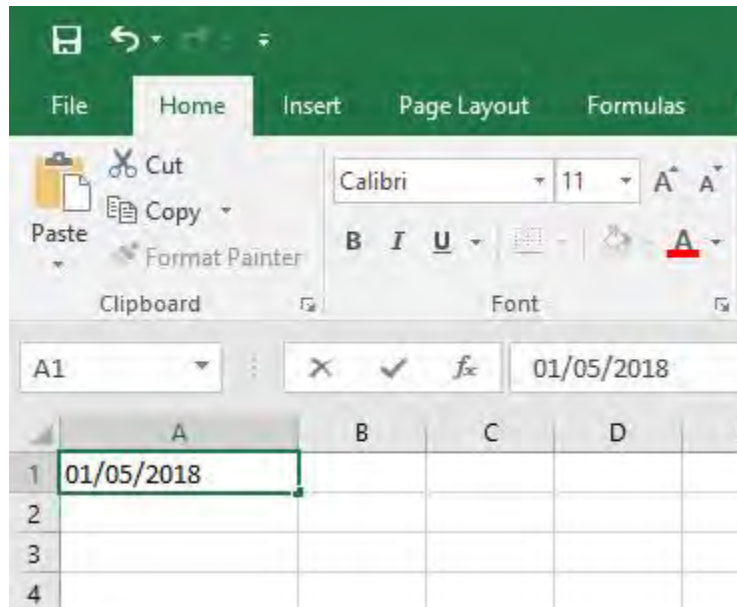 File Home Insert Page Layout Formulas
Cut
Copy
Paste
Format Painter
Clipboard
Calibri 11 A A
B I U A
Font
A1 fx 01/05/2018
A B C D
1 01/05/2018
2
3
4